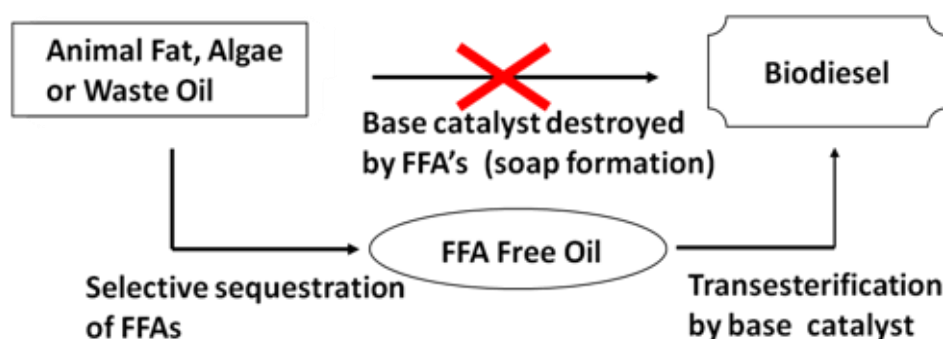 Animal Fat, Algae
or Waste Oil
Biodiesel
Base catalyst destroyed
by FFA's (soap formation)
FFA Free Oil
Selective sequestration
of FFAs
Transesterification
by base catalyst